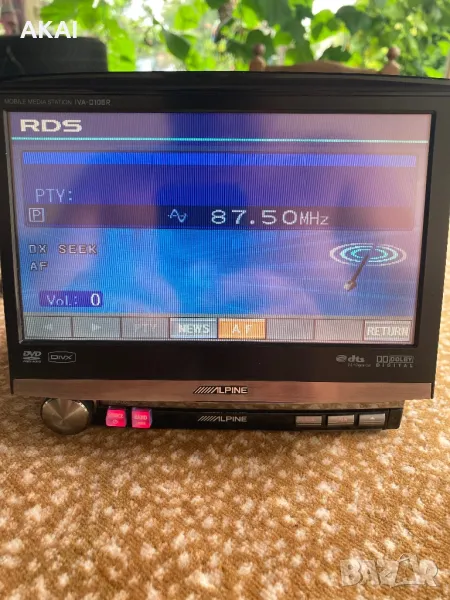 AKAI
MOBILE MEDIA STATION IVA-D106R
RDS
PTY:
P 87.50MHz
DX SEEK
AF
Vol.: 0
PTY NEWS AF RETURN
DVD DIVX dts DOLBY
DIGITAL
ALPINE
ALPINE
BAZAR